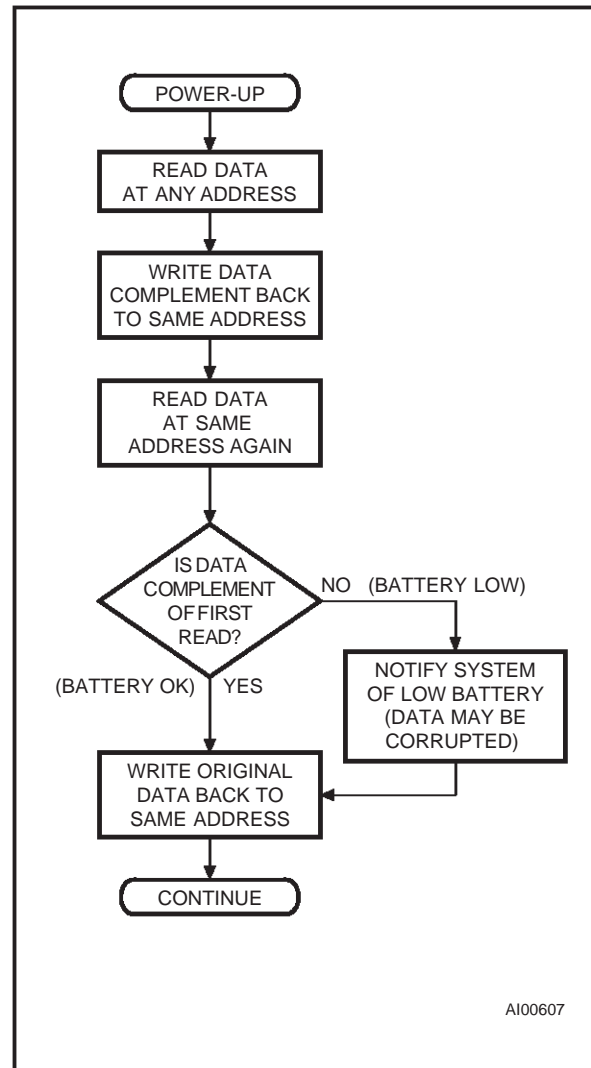 POWER-UP
READ DATA
AT ANY ADDRESS
WRITE DATA
COMPLEMENT BACK
TO SAME ADDRESS
READ DATA
AT SAME
ADDRESS AGAIN
IS DATA
COMPLEMENT
OF FIRST
READ?
NO (BATTERY LOW)
(BATTERY OK) YES
NOTIFY SYSTEM
OF LOW BATTERY
(DATA MAY BE
CORRUPTED)
WRITE ORIGINAL
DATA BACK TO
SAME ADDRESS
CONTINUE
AI00607